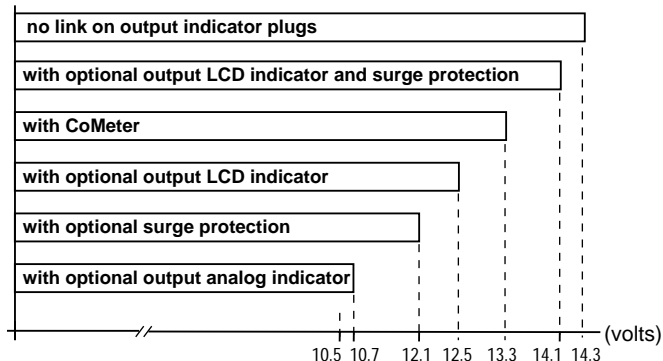 no link on output indicator plugs
with optional output LCD indicator and surge protection
with CoMeter
with optional output LCD indicator
with optional surge protection
with optional output analog indicator
10.5 10.7 12.1 12.5 13.3 14.1 14.3 (volts)